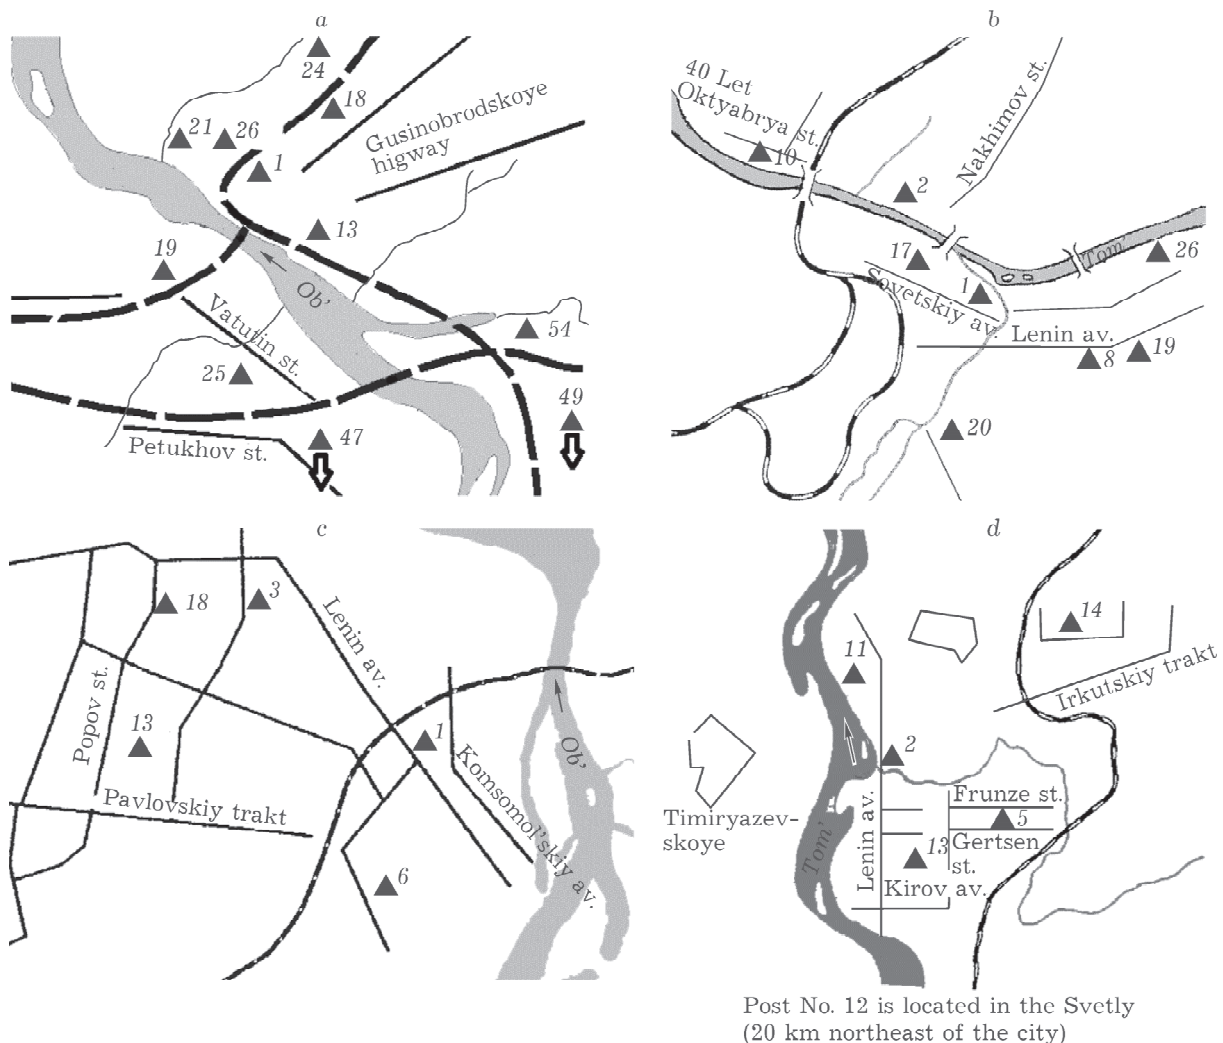 a
24
18
21
26
1
Gusinobrodskoye
higway
13
19
Ob'
Vatutin st.
54
25
49
47
Petukhov st.
b
40 Let
Oktyabrya st.
10
Nakhimov st.
2
17
Tom'
26
Sovetskiy av.
1
Lenin av.
8
19
20
c
18
3
Lenin av.
Popov st.
13
1
Ob'
Komsomol'skiy av.
Pavlovskiy trakt
6
d
14
11
Irkutskiy trakt
2
Timiryazev-
skoye
Tom'
Lenin av.
Frunze st.
5
13
Gertsen
st.
Kirov av.
Post No. 12 is located in the Svetly
(20 km northeast of the city)